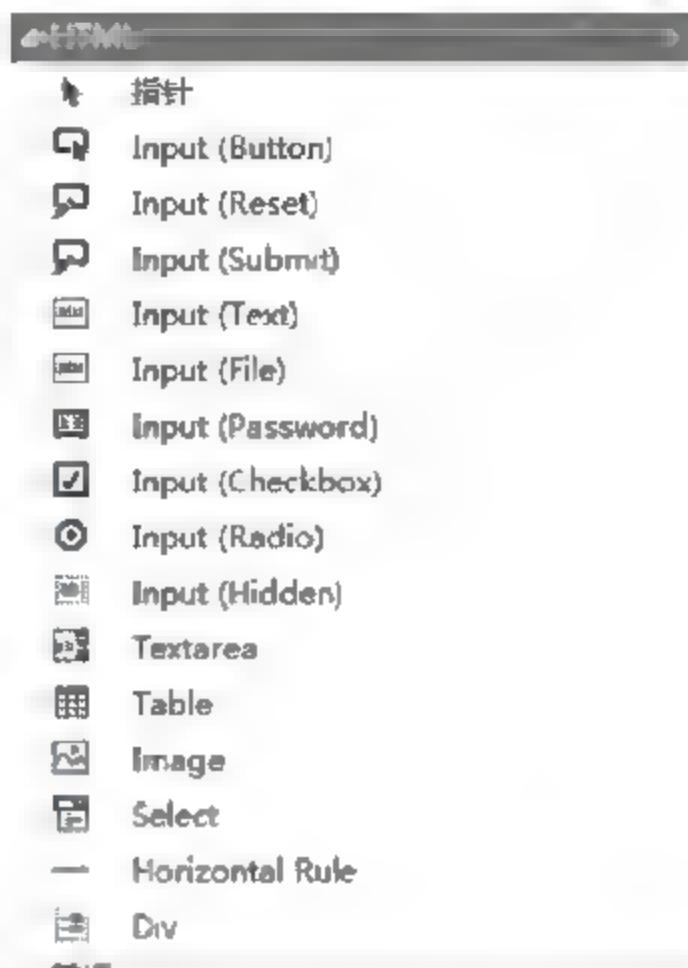 HTML
指针
Input (Button)
Input (Reset)
Input (Submit)
Input (Text)
Input (File)
Input (Password)
Input (Checkbox)
Input (Radio)
Input (Hidden)
Textarea
Table
Image
Select
Horizontal Rule
Div